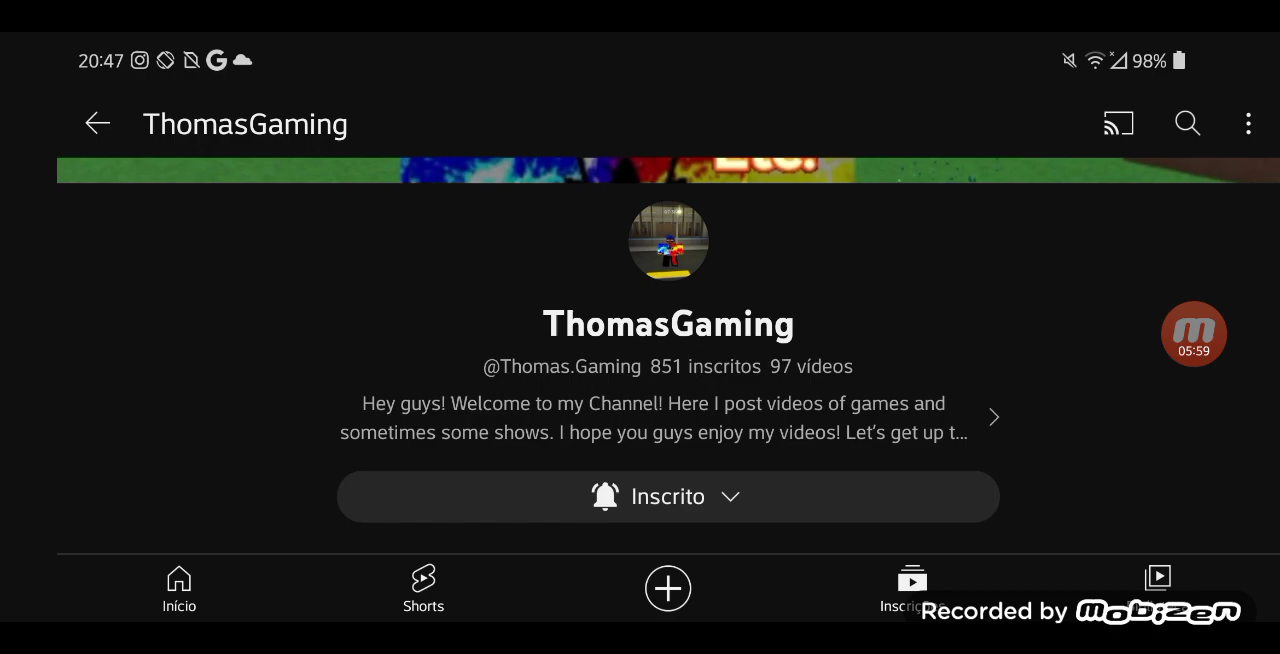 20:47 98%
ThomasGaming
Etc!
ThomasGaming
@Thomas.Gaming 851 inscritos 97 vídeos
Hey guys! Welcome to my Channel! Here I post videos of games and
sometimes some shows. I hope you guys enjoy my videos! Let's get up t...
05:59
Inscrito
Início Shorts Inscrições
Recorded by mobizen